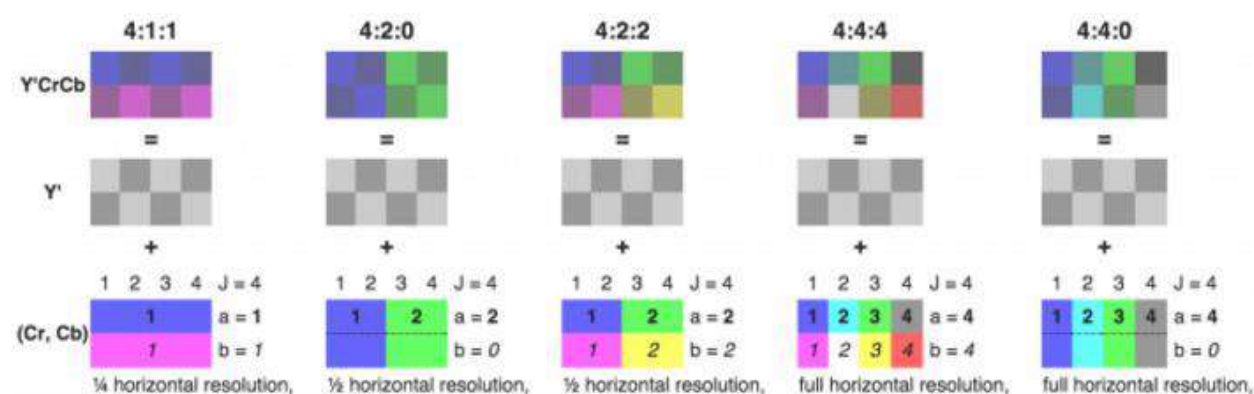 4:1:1 4:2:0 4:2:2 4:4:4 4:4:0
Y'CrCb
= = = = =
Y'
+ + + + +
1 2 3 4 J = 4 1 2 3 4 J = 4 1 2 3 4 J = 4 1 2 3 4 J = 4 1 2 3 4 J = 4
(Cr, Cb) 1 a = 1 1 2 a = 2 1 2 a = 2 1 2 3 4 a = 4 1 2 3 4 a = 4
1 b = 1 b = 0 1 2 b = 2 1 2 3 4 b = 4 b = 0
¼ horizontal resolution, ½ horizontal resolution, ½ horizontal resolution, full horizontal resolution, full horizontal resolution,